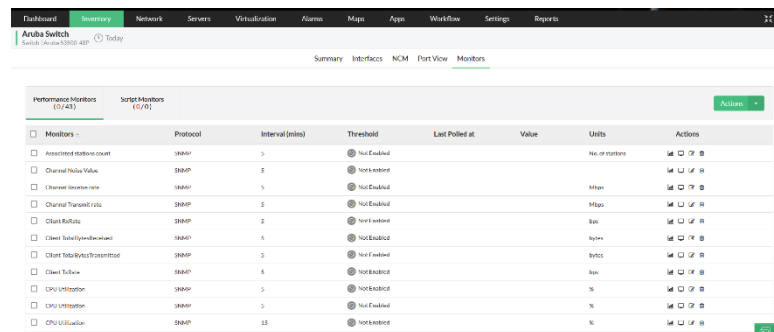 Dashboard Inventory Network Servers Virtualization Alarms Maps Apps Workflow Settings Reports
Aruba Switch
Switch | Aruba S3500-48P Today
Summary Interfaces NCM Port View Monitors
Performance Monitors Script Monitors
(0/43) (0/0)
Actions
Monitors Protocol Interval (mins) Threshold Last Polled at Value Units Actions
Associated stations count SNMP 5 Not Enabled No. of stations
Channel Noise Value SNMP 5 Not Enabled
Channel Receive rate SNMP 5 Not Enabled Mbps
Channel Transmit rate SNMP 5 Not Enabled Mbps
Client RxRate SNMP 5 Not Enabled bps
Client TotalBytesReceived SNMP 5 Not Enabled bytes
Client TotalBytesTransmitted SNMP 5 Not Enabled bytes
Client TxRate SNMP 5 Not Enabled bps
CPU Utilization SNMP 5 Not Enabled %
CPU Utilization SNMP 5 Not Enabled %
CPU Utilization SNMP 15 Not Enabled %